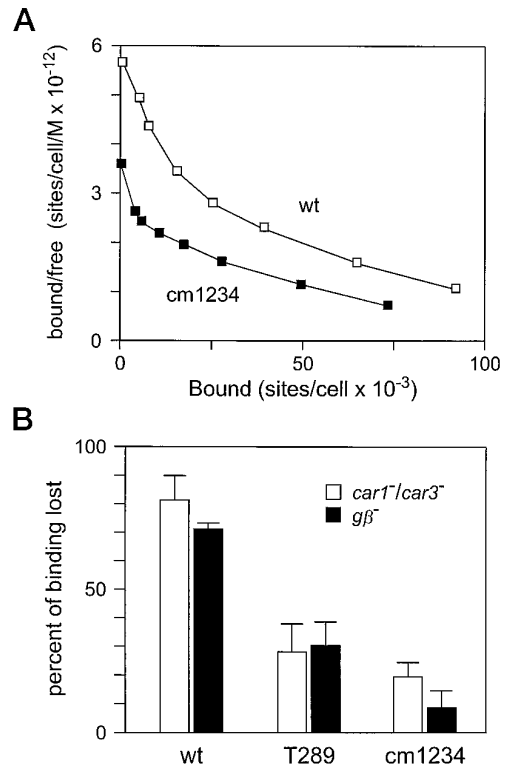 A
bound/free (sites/cell/M x 10⁻¹²)
6
3
0
wt
cm1234
0
50
100
Bound (sites/cell x 10⁻³)
B
percent of binding lost
100
50
0
car1⁻/car3⁻
gβ⁻
wt
T289
cm1234